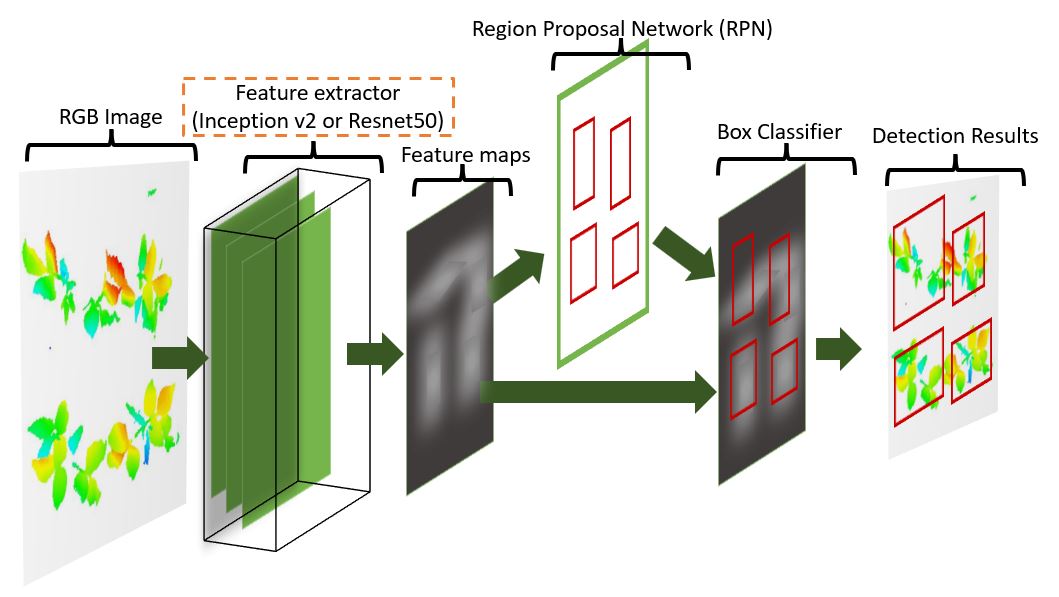 Region Proposal Network (RPN)
Feature extractor
(Inception v2 or Resnet50)
RGB Image
Feature maps
Box Classifier
Detection Results